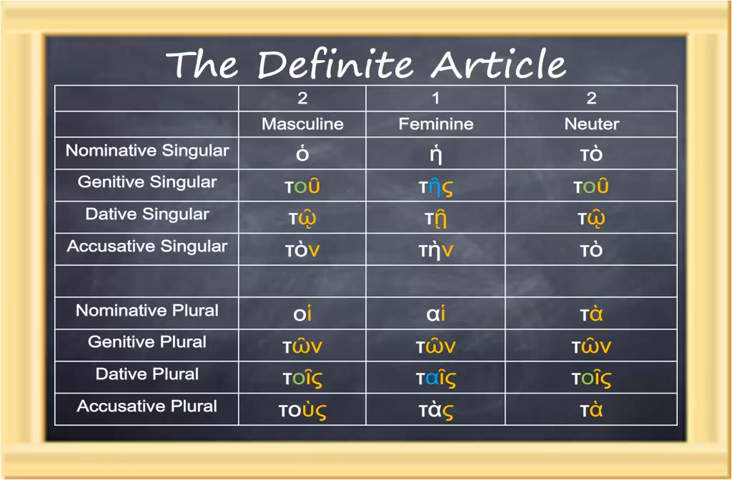 The Definite Article
2 1 2
Masculine Feminine Neuter
Nominative Singular ὁ ἡ τὸ
Genitive Singular τοῦ τῆς τοῦ
Dative Singular τῷ τῇ τῷ
Accusative Singular τὸν τὴν τὸ
Nominative Plural οἱ αἱ τὰ
Genitive Plural τῶν τῶν τῶν
Dative Plural τοῖς ταῖς τοῖς
Accusative Plural τοὺς τὰς τὰ